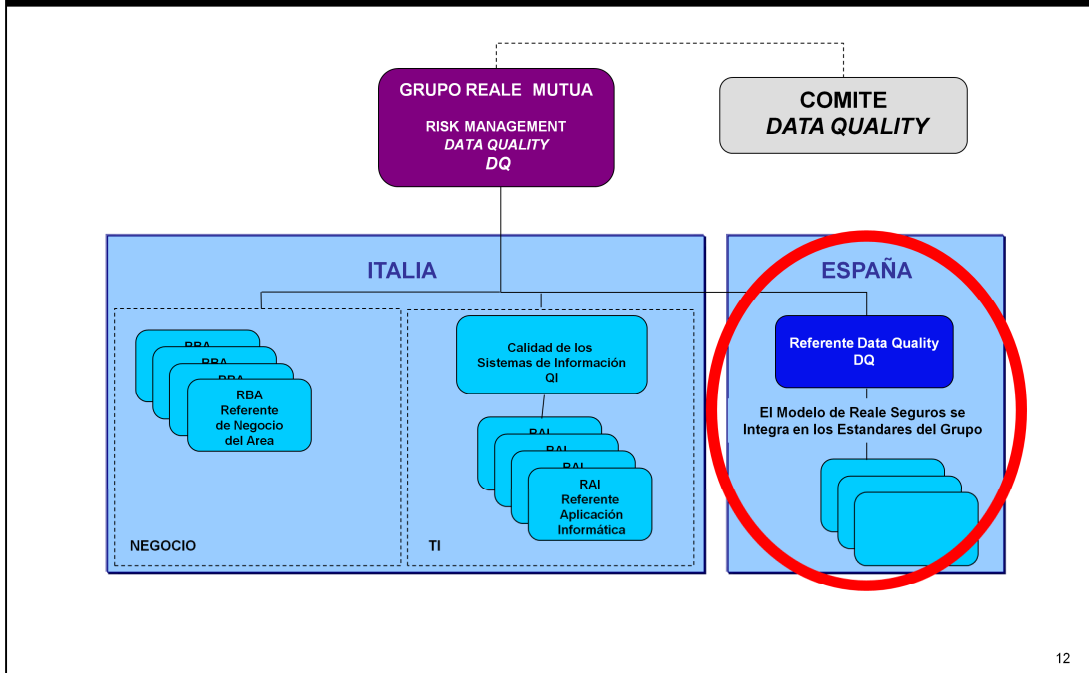 GRUPO REALE MUTUA
RISK MANAGEMENT
DATA QUALITY
DQ
COMITE
DATA QUALITY
ITALIA
RBA
RBA
RBA
RBA
Referente
de Negocio
del Area
NEGOCIO
Calidad de los
Sistemas de Información
QI
RAI
RAI
RAI
RAI
Referente
Aplicación
Informática
TI
ESPAÑA
Referente Data Quality
DQ
El Modelo de Reale Seguros se
Integra en los Estandares del Grupo
12